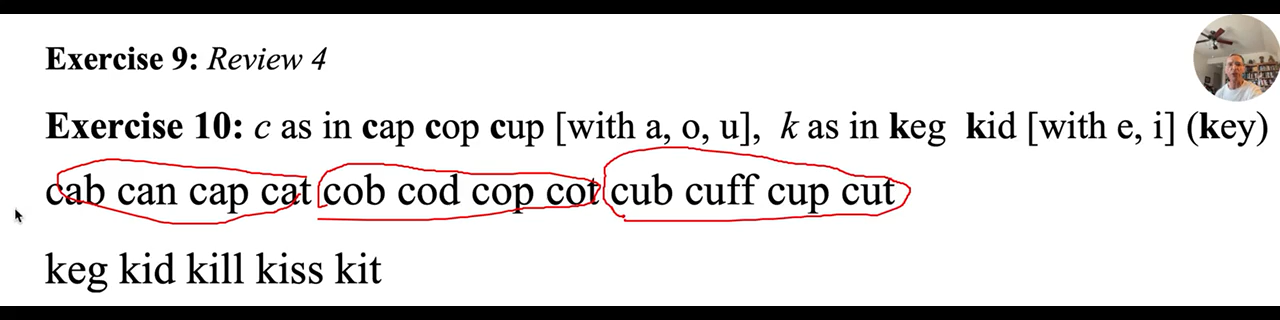 Exercise 9: Review 4
Exercise 10: c as in cap cop cup [with a, o, u], k as in keg kid [with e, i] (key)
cab can cap cat cob cod cop cot cub cuff cup cut
keg kid kill kiss kit